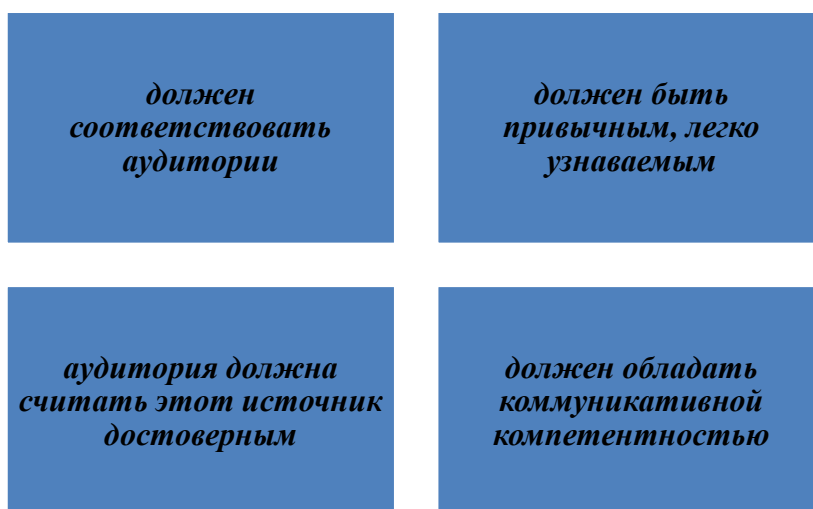 должен
соответствовать
аудитории
должен быть
привычным, легко
узнаваемым
аудитория должна
считать этот источник
достоверным
должен обладать
коммуникативной
компетентностью